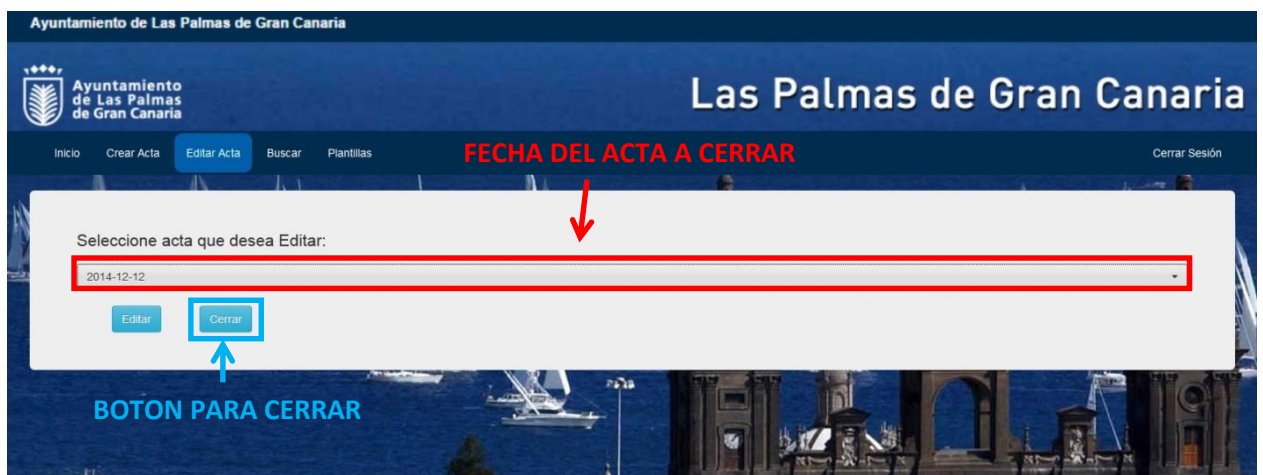 Ayuntamiento de Las Palmas de Gran Canaria
Ayuntamiento
de Las Palmas
de Gran Canaria
Las Palmas de Gran Canaria
Inicio Crear Acta Editar Acta Buscar Plantillas FECHA DEL ACTA A CERRAR Cerrar Sesión
Seleccione acta que desea Editar:
2014-12-12
Editar Cerrar
BOTON PARA CERRAR